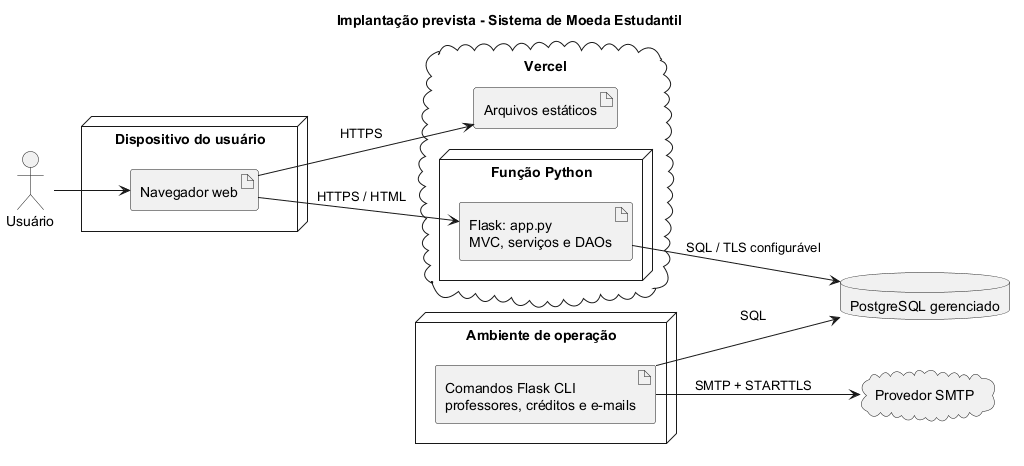 Implantação prevista - Sistema de Moeda Estudantil
Vercel
Arquivos estáticos
Dispositivo do usuário
HTTPS
Função Python
Navegador web
HTTPS / HTML
Usuário
Flask: app.py
MVC, serviços e DAOs
SQL / TLS configurável
PostgreSQL gerenciado
SQL
Ambiente de operação
Comandos Flask CLI
professores, créditos e e-mails
SMTP + STARTTLS
Provedor SMTP